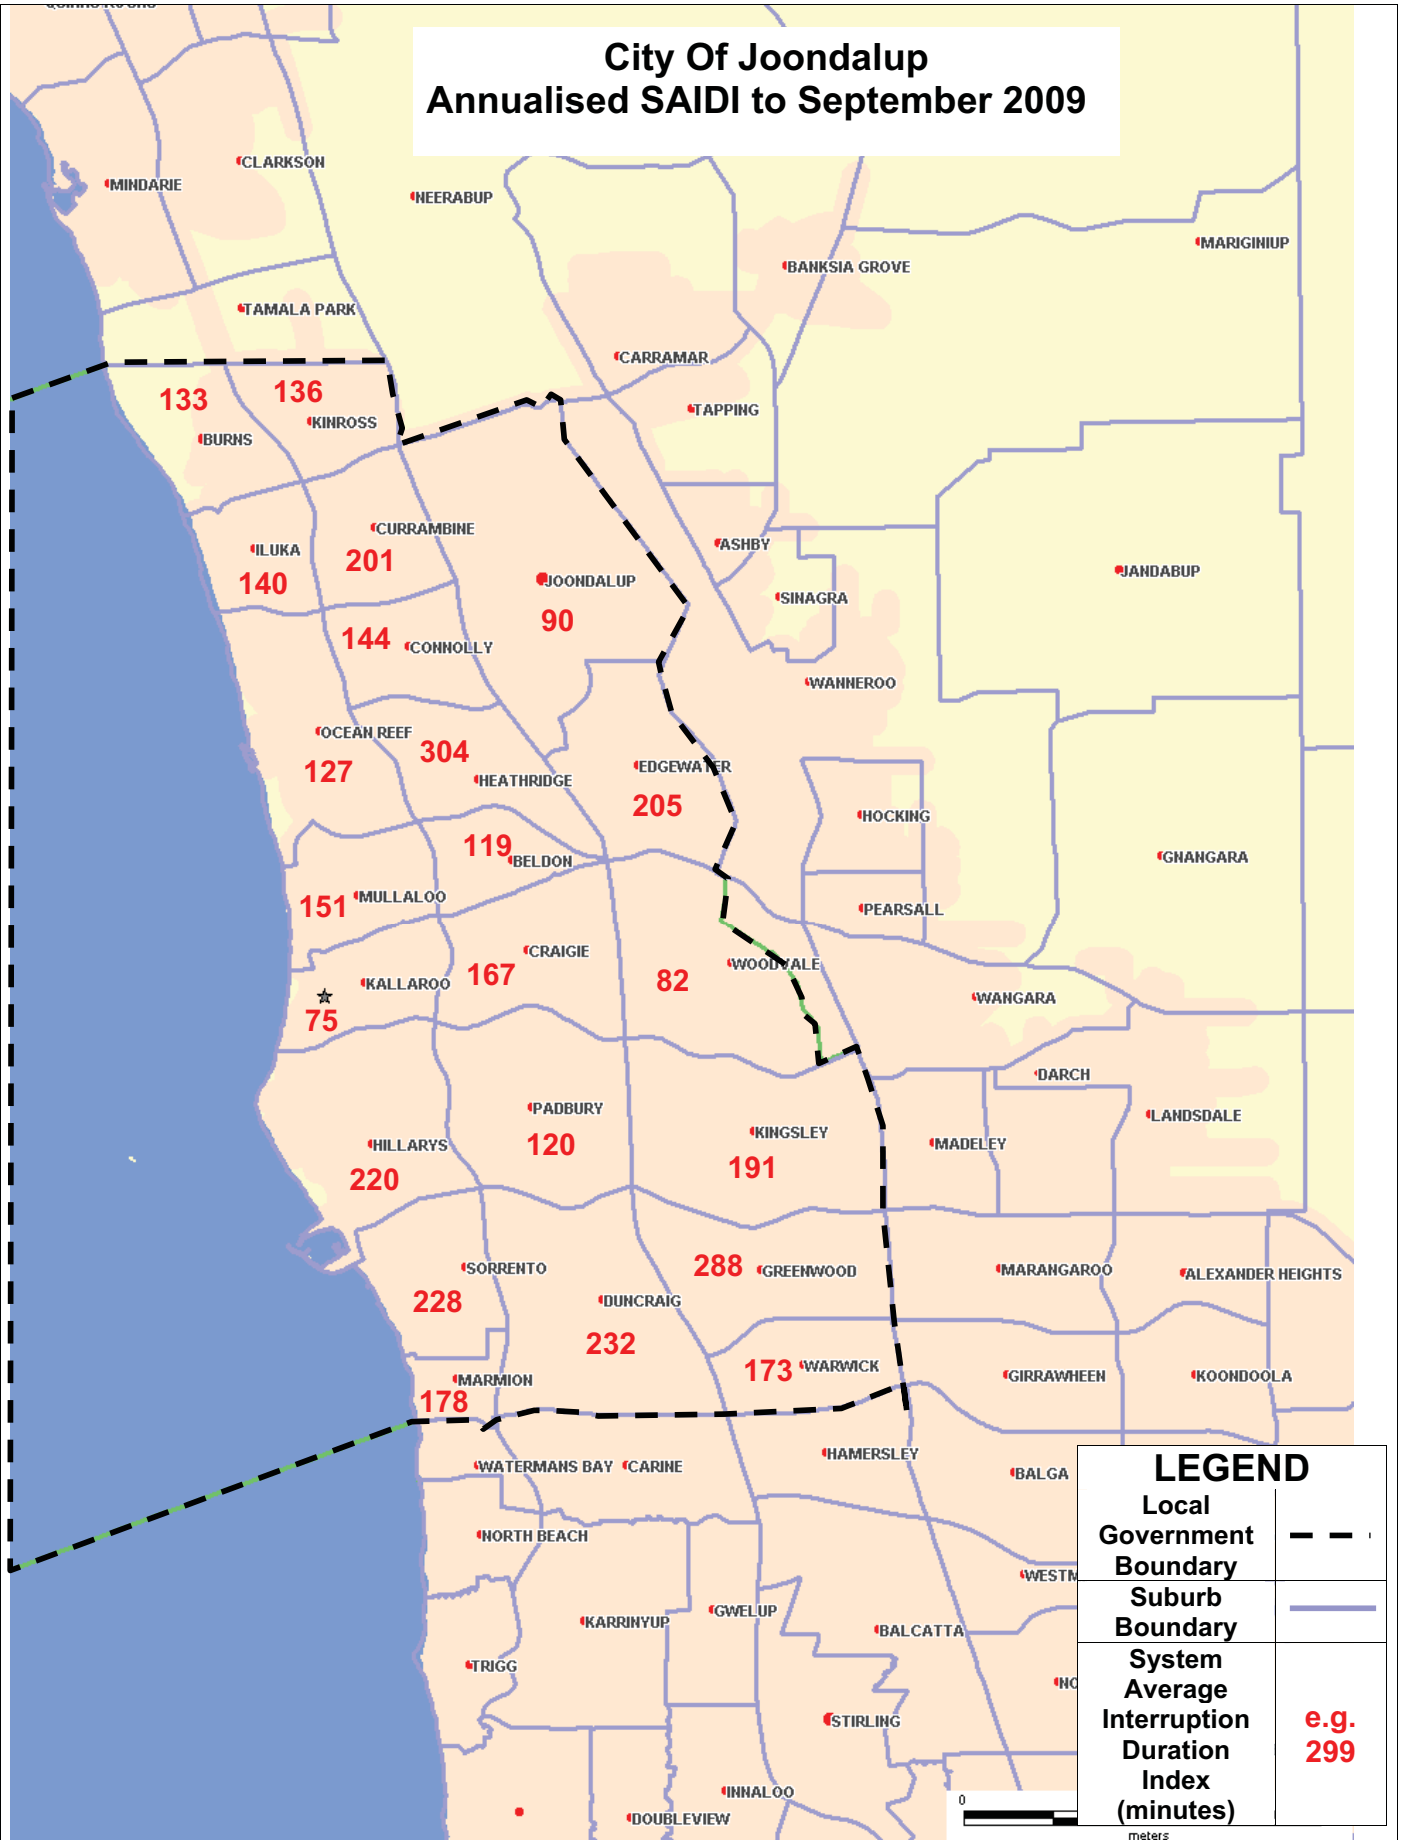 City Of Joondalup
Annualised SAIDI to September 2009
CLARKSON
MINDARIE
NEERABUP
MARIGINIUP
BANKSIA GROVE
TAMALA PARK
CARRAMAR
133
136
TAPPING
KINROSS
BURNS
CURRAMBINE
ILUKA
201
140
ASHBY
JOONDALUP
JANDABUP
SINAGRA
90
144
CONNOLLY
WANNEROO
OCEAN REEF
304
127
HEATHRIDGE
EDGEWATER
205
HOCKING
119
BELDON
GNANGARA
MULLALOO
151
PEARSALL
CRAIGIE
167
WOODVALE
82
KALLAROO
75
WANGARA
DARCH
PADBURY
120
LANDSDALE
KINGSLEY
191
MADELEY
HILLARYS
220
SORRENTO
228
288
GREENWOOD
MARANGAROO
ALEXANDER HEIGHTS
DUNCRAIG
232
173
WARWICK
GIRRAWHEEN
KOONDOOLA
MARMION
178
HAMERSLEY
WATERMANS BAY
CARINE
BALGA
NORTH BEACH
WESTM
KARRINYUP
GWELUP
BALCATTA
TRIGG
NO
STIRLING
INNALOO
DOUBLEVIEW
LEGEND
Local
Government
Boundary
Suburb
Boundary
System
Average
Interruption
Duration
Index
(minutes)
e.g.
299
0
meters